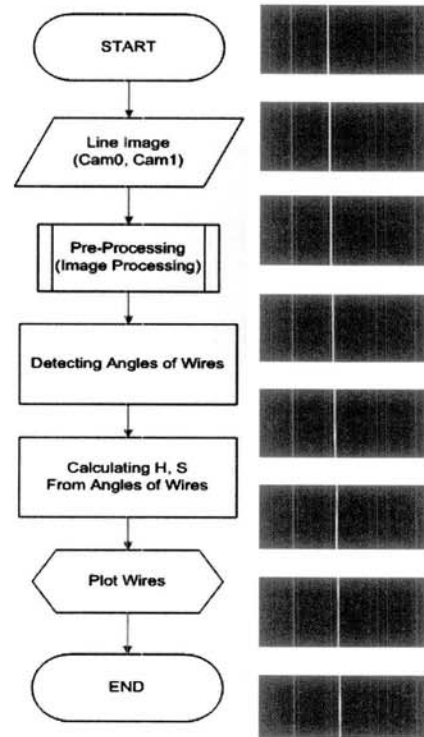 START
Line Image
(Cam0, Cam1)
Pre-Processing
(Image Processing)
Detecting Angles of Wires
Calculating H, S
From Angles of Wires
Plot Wires
END